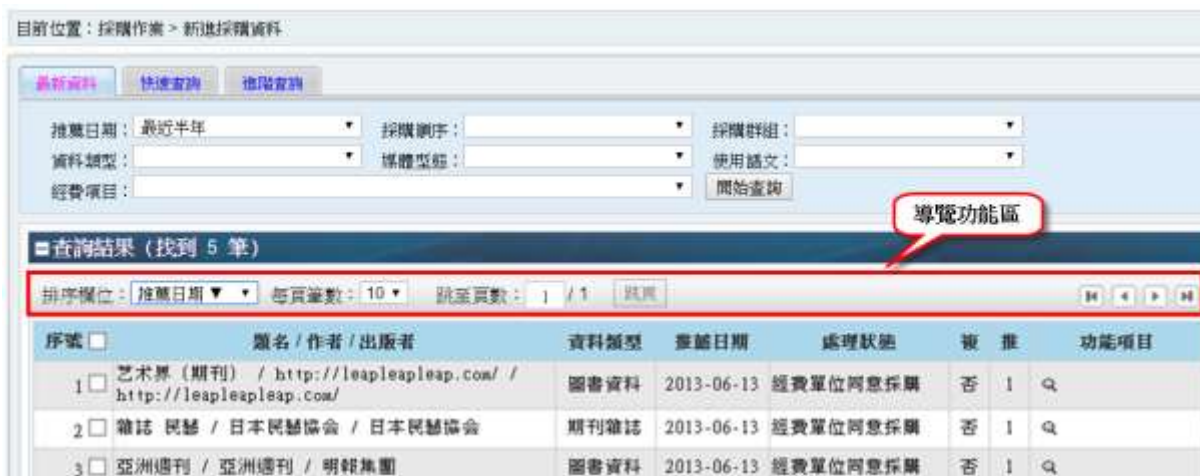 目前位置：採購作業 > 新進採購資料
最新資料 快速查詢 進階查詢
推薦日期： 最近半年 採購順序： 採購群組：
資料類型： 媒體型態： 使用語文：
經費項目： 開始查詢
導覽功能區
查詢結果（找到 5 筆）
排序欄位： 推薦日期▼ 每頁筆數： 10 跳至頁數： 1 / 1 跳頁
序號 題名 / 作者 / 出版者 資料類型 推薦日期 處理狀態 複 推 功能項目
1 艺术界（期刊） / http://leapleapleap.com/ / 圖書資料 2013-06-13 經費單位同意採購 否 1
http://leapleapleap.com/
2 雜誌 民藝 / 日本民藝協会 / 日本民藝協会 期刊雜誌 2013-06-13 經費單位同意採購 否 1
3 亞洲週刊 / 亞洲週刊 / 明報集團 圖書資料 2013-06-13 經費單位同意採購 否 1